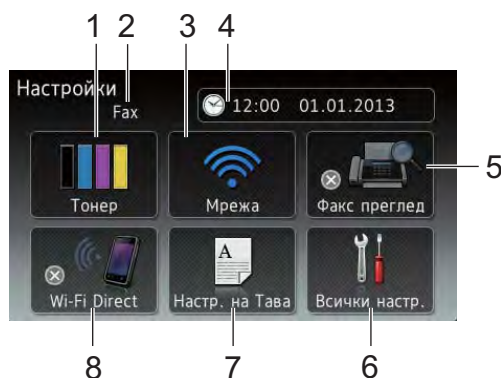 1 2 3 4
Настройки
Fax
12:00 01.01.2013
Тонер Мрежа Факс преглед
5
Wi-Fi Direct Настр. на Тава Всички настр.
8 7 6